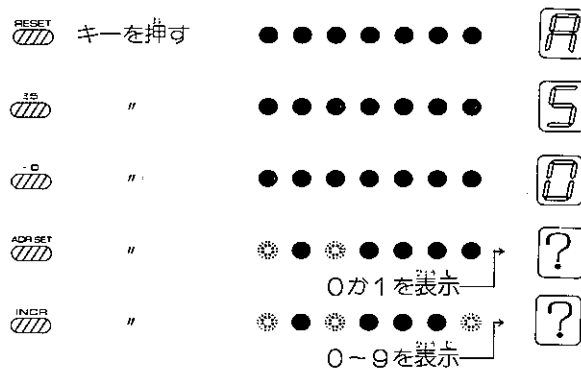 RESET キーを押す A
35 〃 5
-0 〃 0
ADR SET 〃 ?
0か1を表示
INCR 〃 ?
0〜9を表示